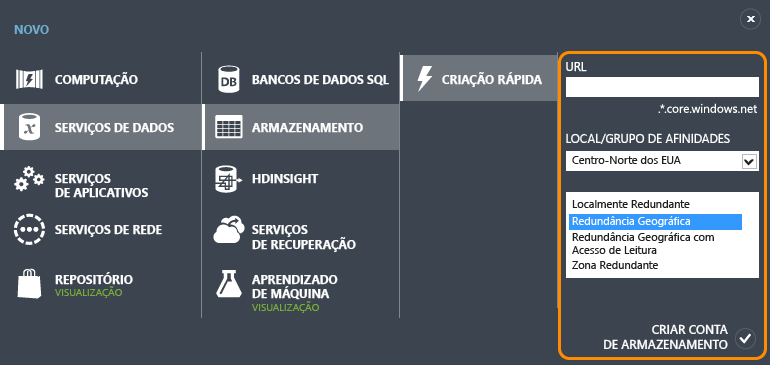 NOVO
COMPUTAÇÃO
SERVIÇOS DE DADOS
SERVIÇOS
DE APLICATIVOS
SERVIÇOS DE REDE
REPOSITÓRIO
VISUALIZAÇÃO
DB
BANCOS DE DADOS SQL
ARMAZENAMENTO
HDINSIGHT
SERVIÇOS
DE RECUPERAÇÃO
APRENDIZADO
DE MÁQUINA
VISUALIZAÇÃO
CRIAÇÃO RÁPIDA
URL
.*.core.windows.net
LOCAL/GRUPO DE AFINIDADES
Centro-Norte dos EUA
Localmente Redundante
Redundância Geográfica
Redundância Geográfica com
Acesso de Leitura
Zona Redundante
CRIAR CONTA
DE ARMAZENAMENTO